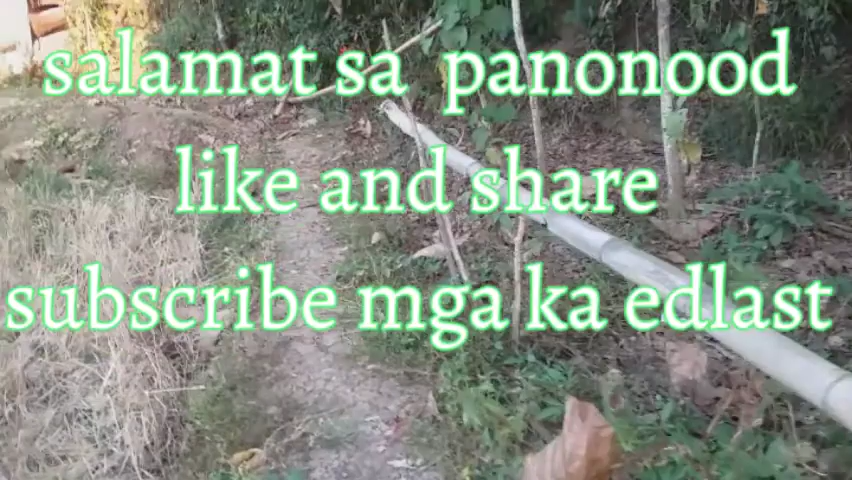 salamat sa panonood
like and share
subscribe mga ka edlast